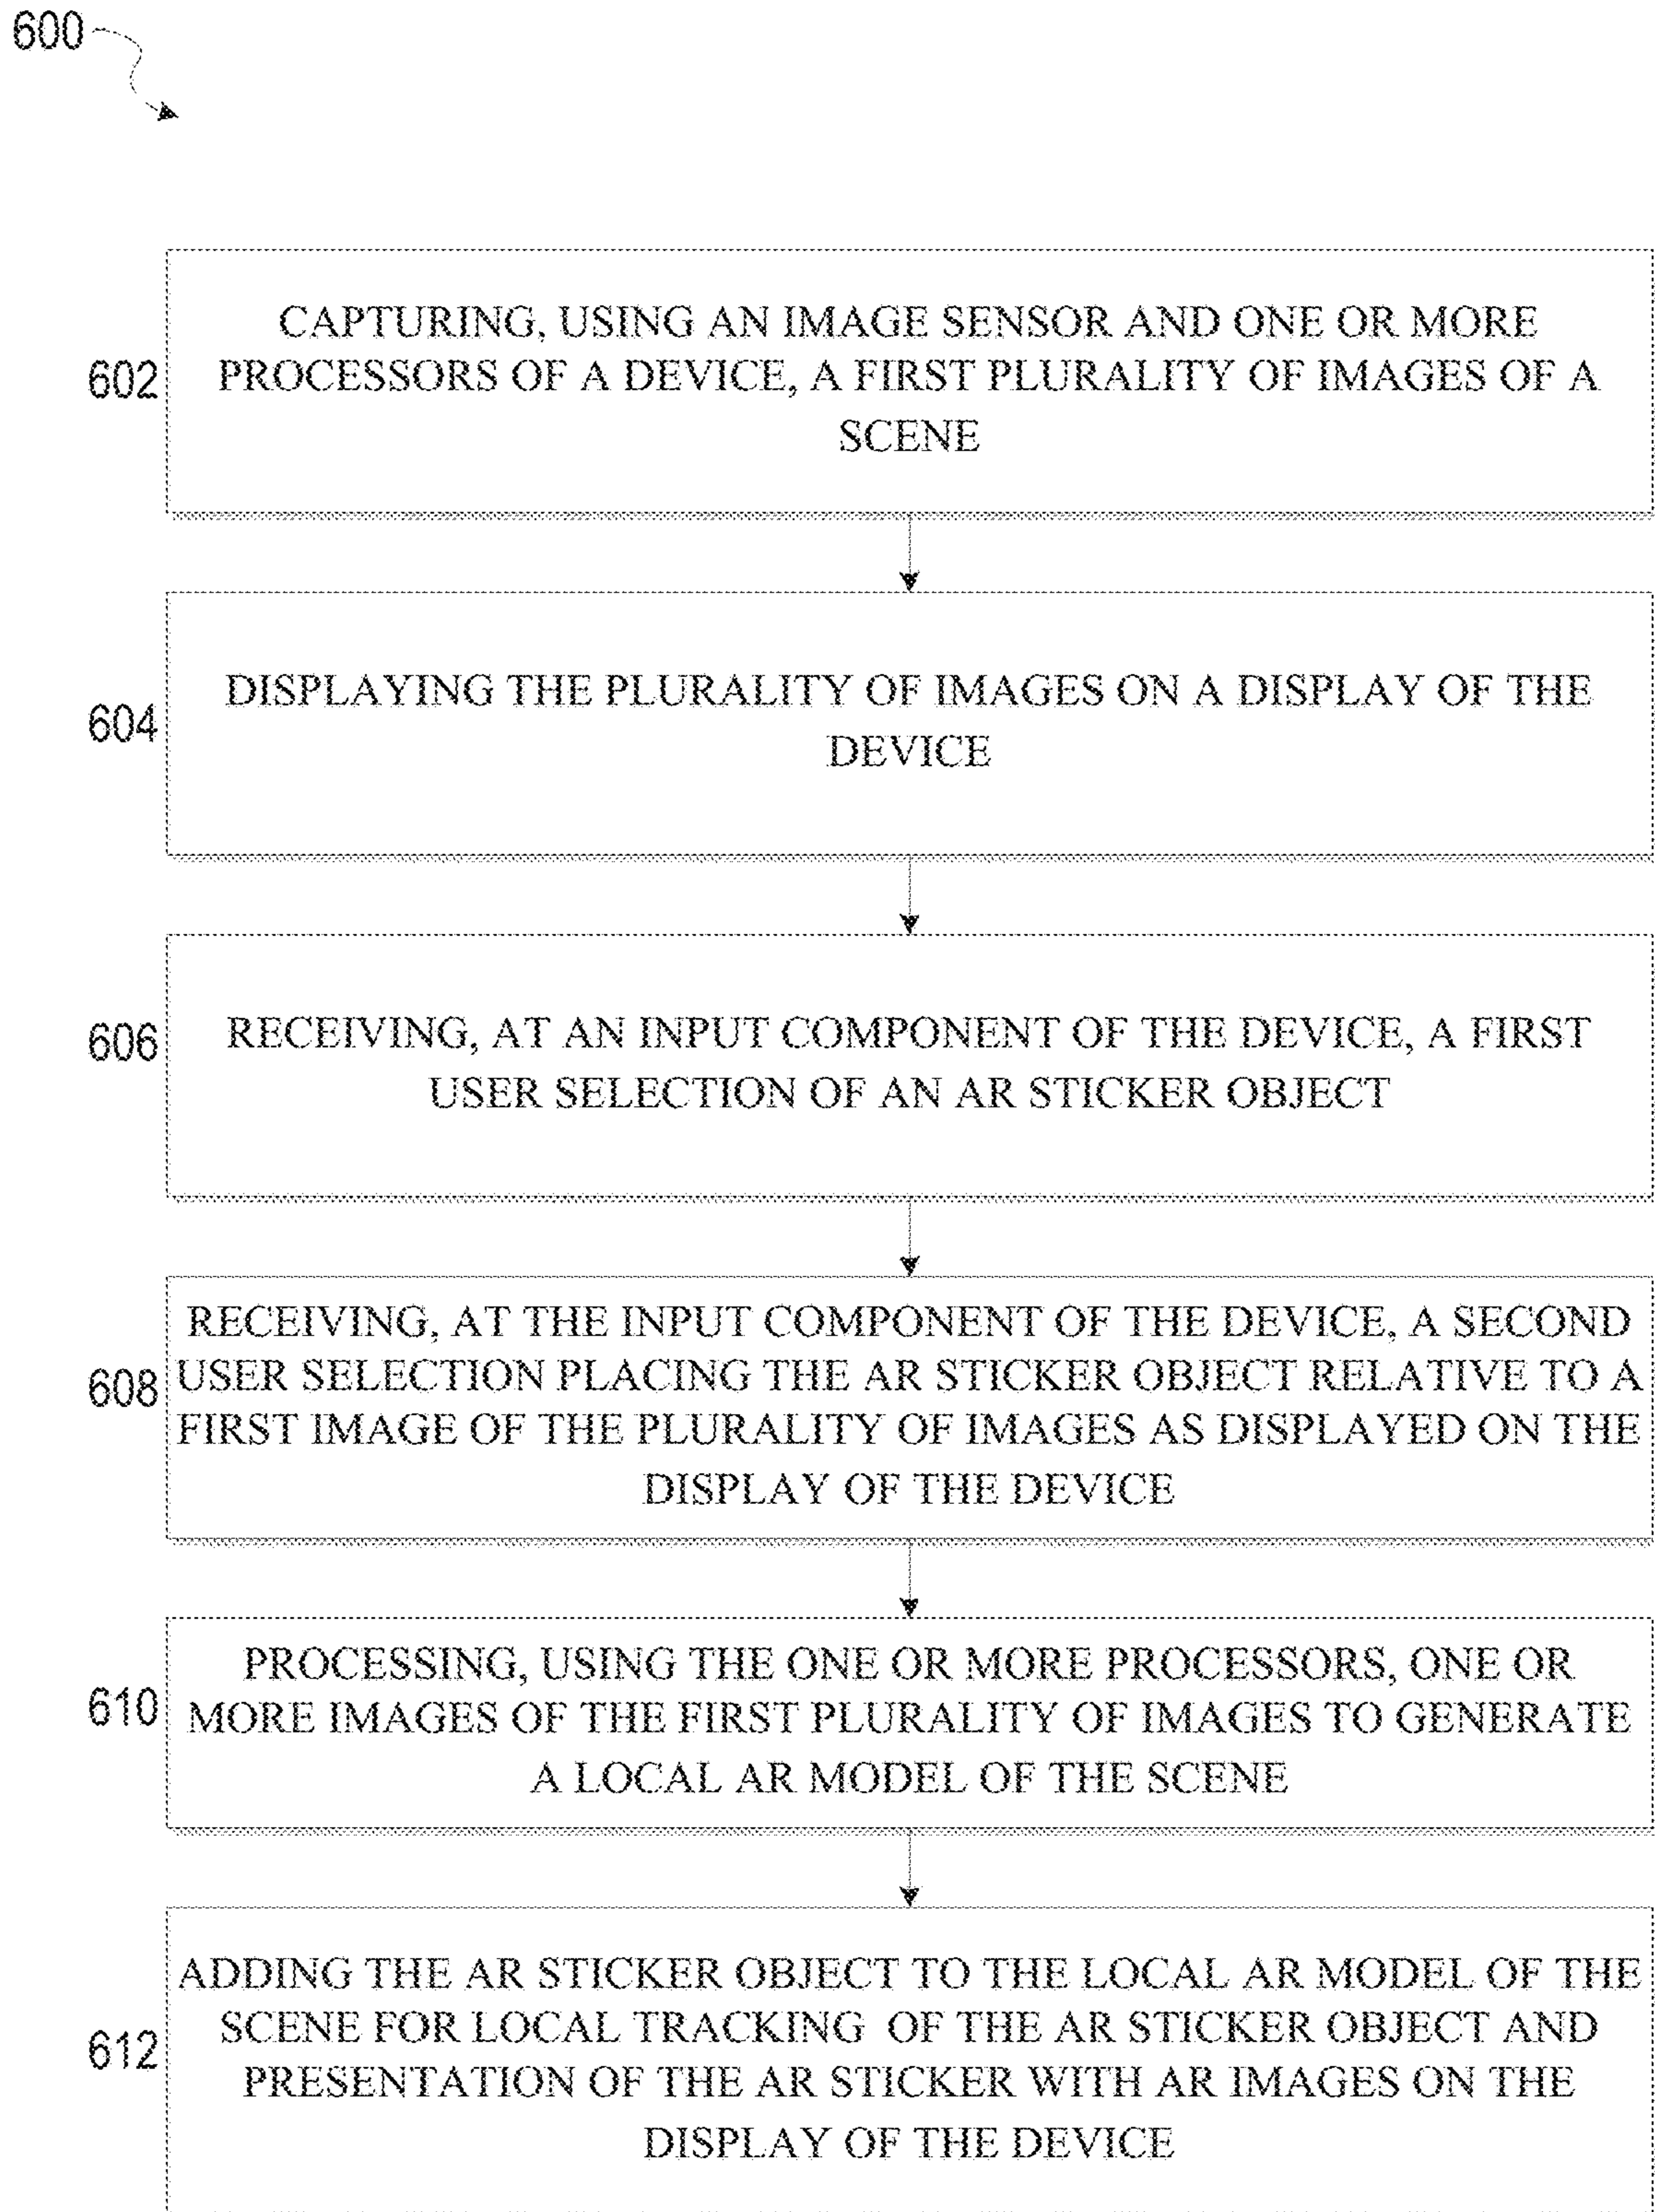 600
602
CAPTURING, USING AN IMAGE SENSOR AND ONE OR MORE
PROCESSORS OF A DEVICE, A FIRST PLURALITY OF IMAGES OF A
SCENE
604
DISPLAYING THE PLURALITY OF IMAGES ON A DISPLAY OF THE
DEVICE
606
RECEIVING, AT AN INPUT COMPONENT OF THE DEVICE, A FIRST
USER SELECTION OF AN AR STICKER OBJECT
608
RECEIVING, AT THE INPUT COMPONENT OF THE DEVICE, A SECOND
USER SELECTION PLACING THE AR STICKER OBJECT RELATIVE TO A
FIRST IMAGE OF THE PLURALITY OF IMAGES AS DISPLAYED ON THE
DISPLAY OF THE DEVICE
610
PROCESSING, USING THE ONE OR MORE PROCESSORS, ONE OR
MORE IMAGES OF THE FIRST PLURALITY OF IMAGES TO GENERATE
A LOCAL AR MODEL OF THE SCENE
612
ADDING THE AR STICKER OBJECT TO THE LOCAL AR MODEL OF THE
SCENE FOR LOCAL TRACKING OF THE AR STICKER OBJECT AND
PRESENTATION OF THE AR STICKER WITH AR IMAGES ON THE
DISPLAY OF THE DEVICE